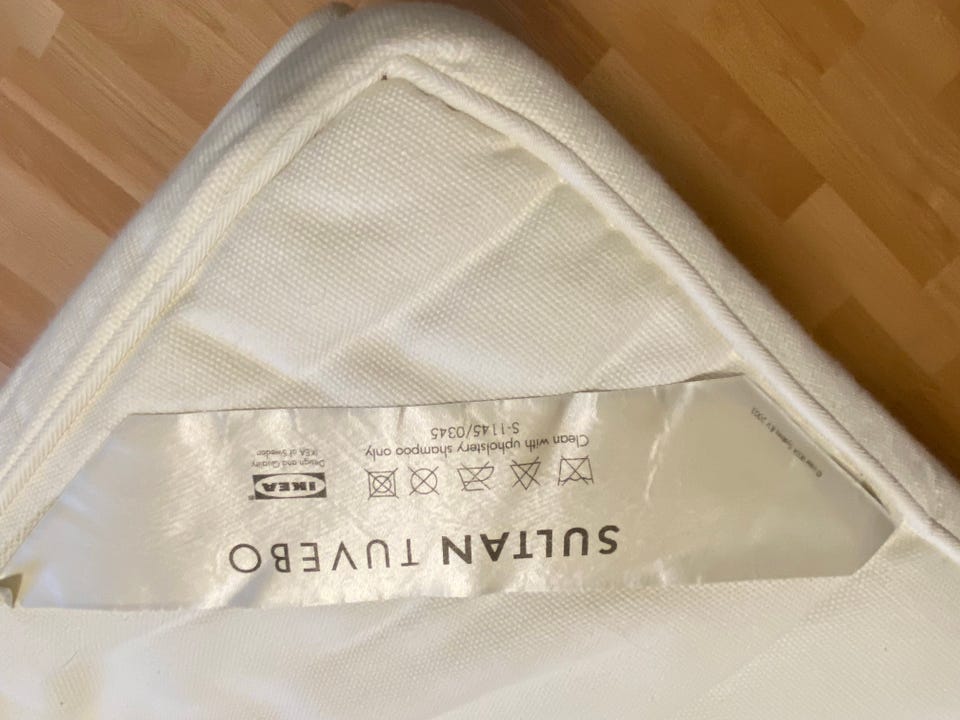 SULTAN TUVEBO
Clean with upholstery shampoo only.
S-1145/0345
IKEA®
Design and Quality
IKEA of Sweden